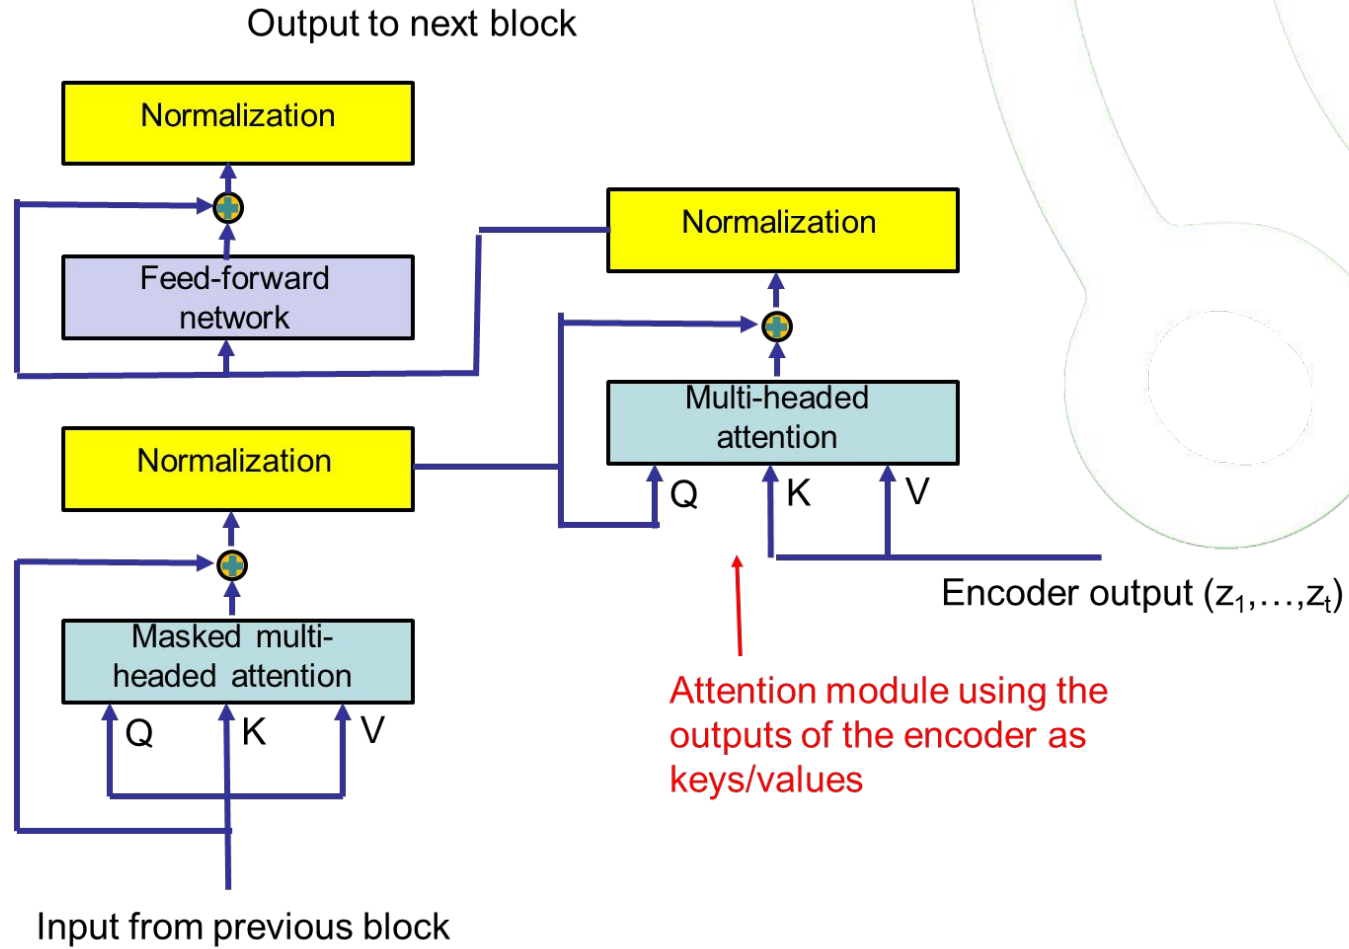 Output to next block
Normalization
Feed-forward
network
Normalization
Multi-headed
attention
Q
K
V
Encoder output (z₁,…,zₜ)
Attention module using the
outputs of the encoder as
keys/values
Normalization
Masked multi-
headed attention
Q
K
V
Input from previous block